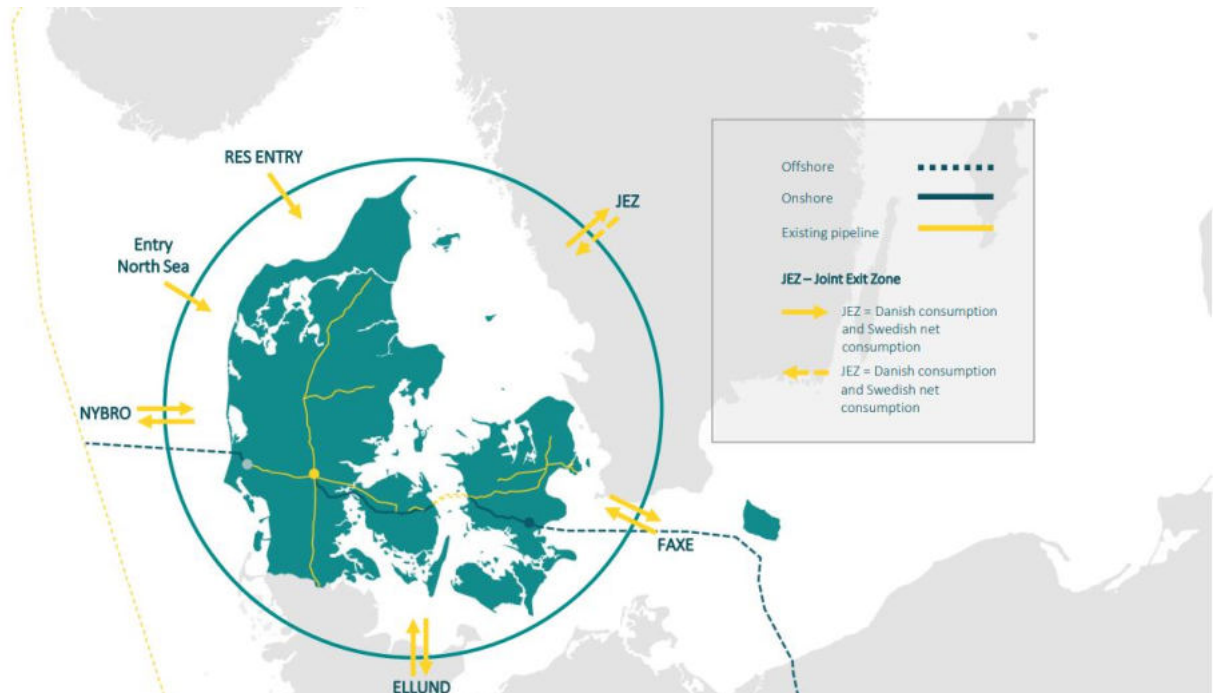 RES ENTRY
JEZ
Entry
North Sea
NYBRO
FAXE
ELLUND
Offshore
Onshore
Existing pipeline
JEZ – Joint Exit Zone
JEZ = Danish consumption
and Swedish net
consumption
JEZ = Danish consumption
and Swedish net
consumption